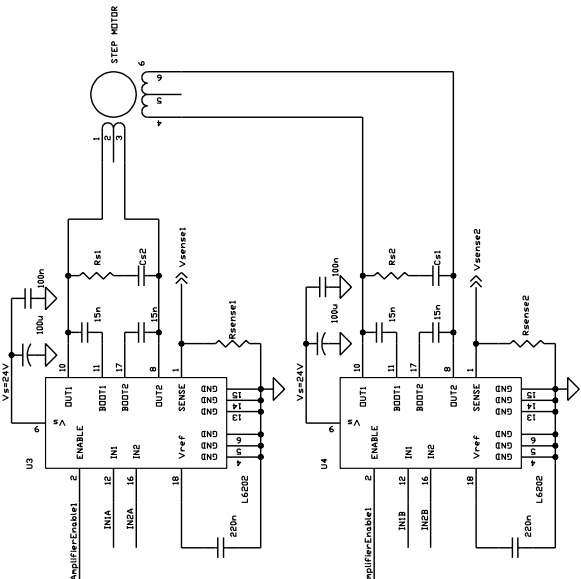 STEP MOTOR
6
6
5
4
1
2
3
Rs1
Cs2
Vsense1
Rs2
Cs1
Vsense2
100n
100u
15n
15n
Rsense1
Vs=24V
100n
100u
15n
15n
Rsense2
Vs=24V
10
11
17
8
1
OUT1
BOOT1
BOOT2
OUT2
SENSE
GND
15
GND
14
GND
13
GND
6
GND
5
GND
4
9
Vs
ENABLE
IN1
IN2
Vref
U3
L6202
2
12
16
18
AmplifierEnable1
IN1A
IN2A
220n
10
11
17
8
1
OUT1
BOOT1
BOOT2
OUT2
SENSE
GND
15
GND
14
GND
13
GND
6
GND
5
GND
4
9
Vs
ENABLE
IN1
IN2
Vref
U4
L6202
2
12
16
18
mplifierEnable1
IN1B
IN2B
220n